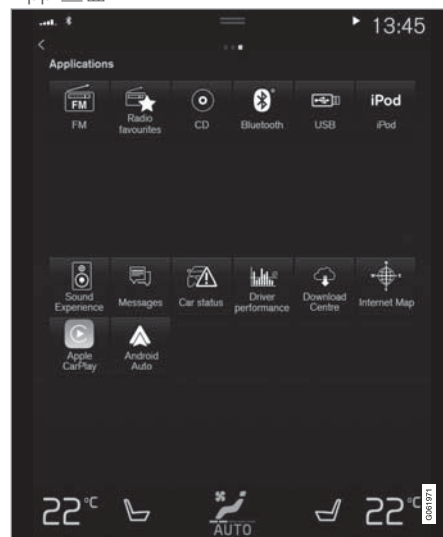 13:45
Applications
FM
FM
Radio favourites
CD
Bluetooth
USB
iPod
iPod
Sound Experience
Messages
Car status
Driver performance
Download Centre
Internet Map
Apple CarPlay
Android Auto
22°C
AUTO
22°C
G061971